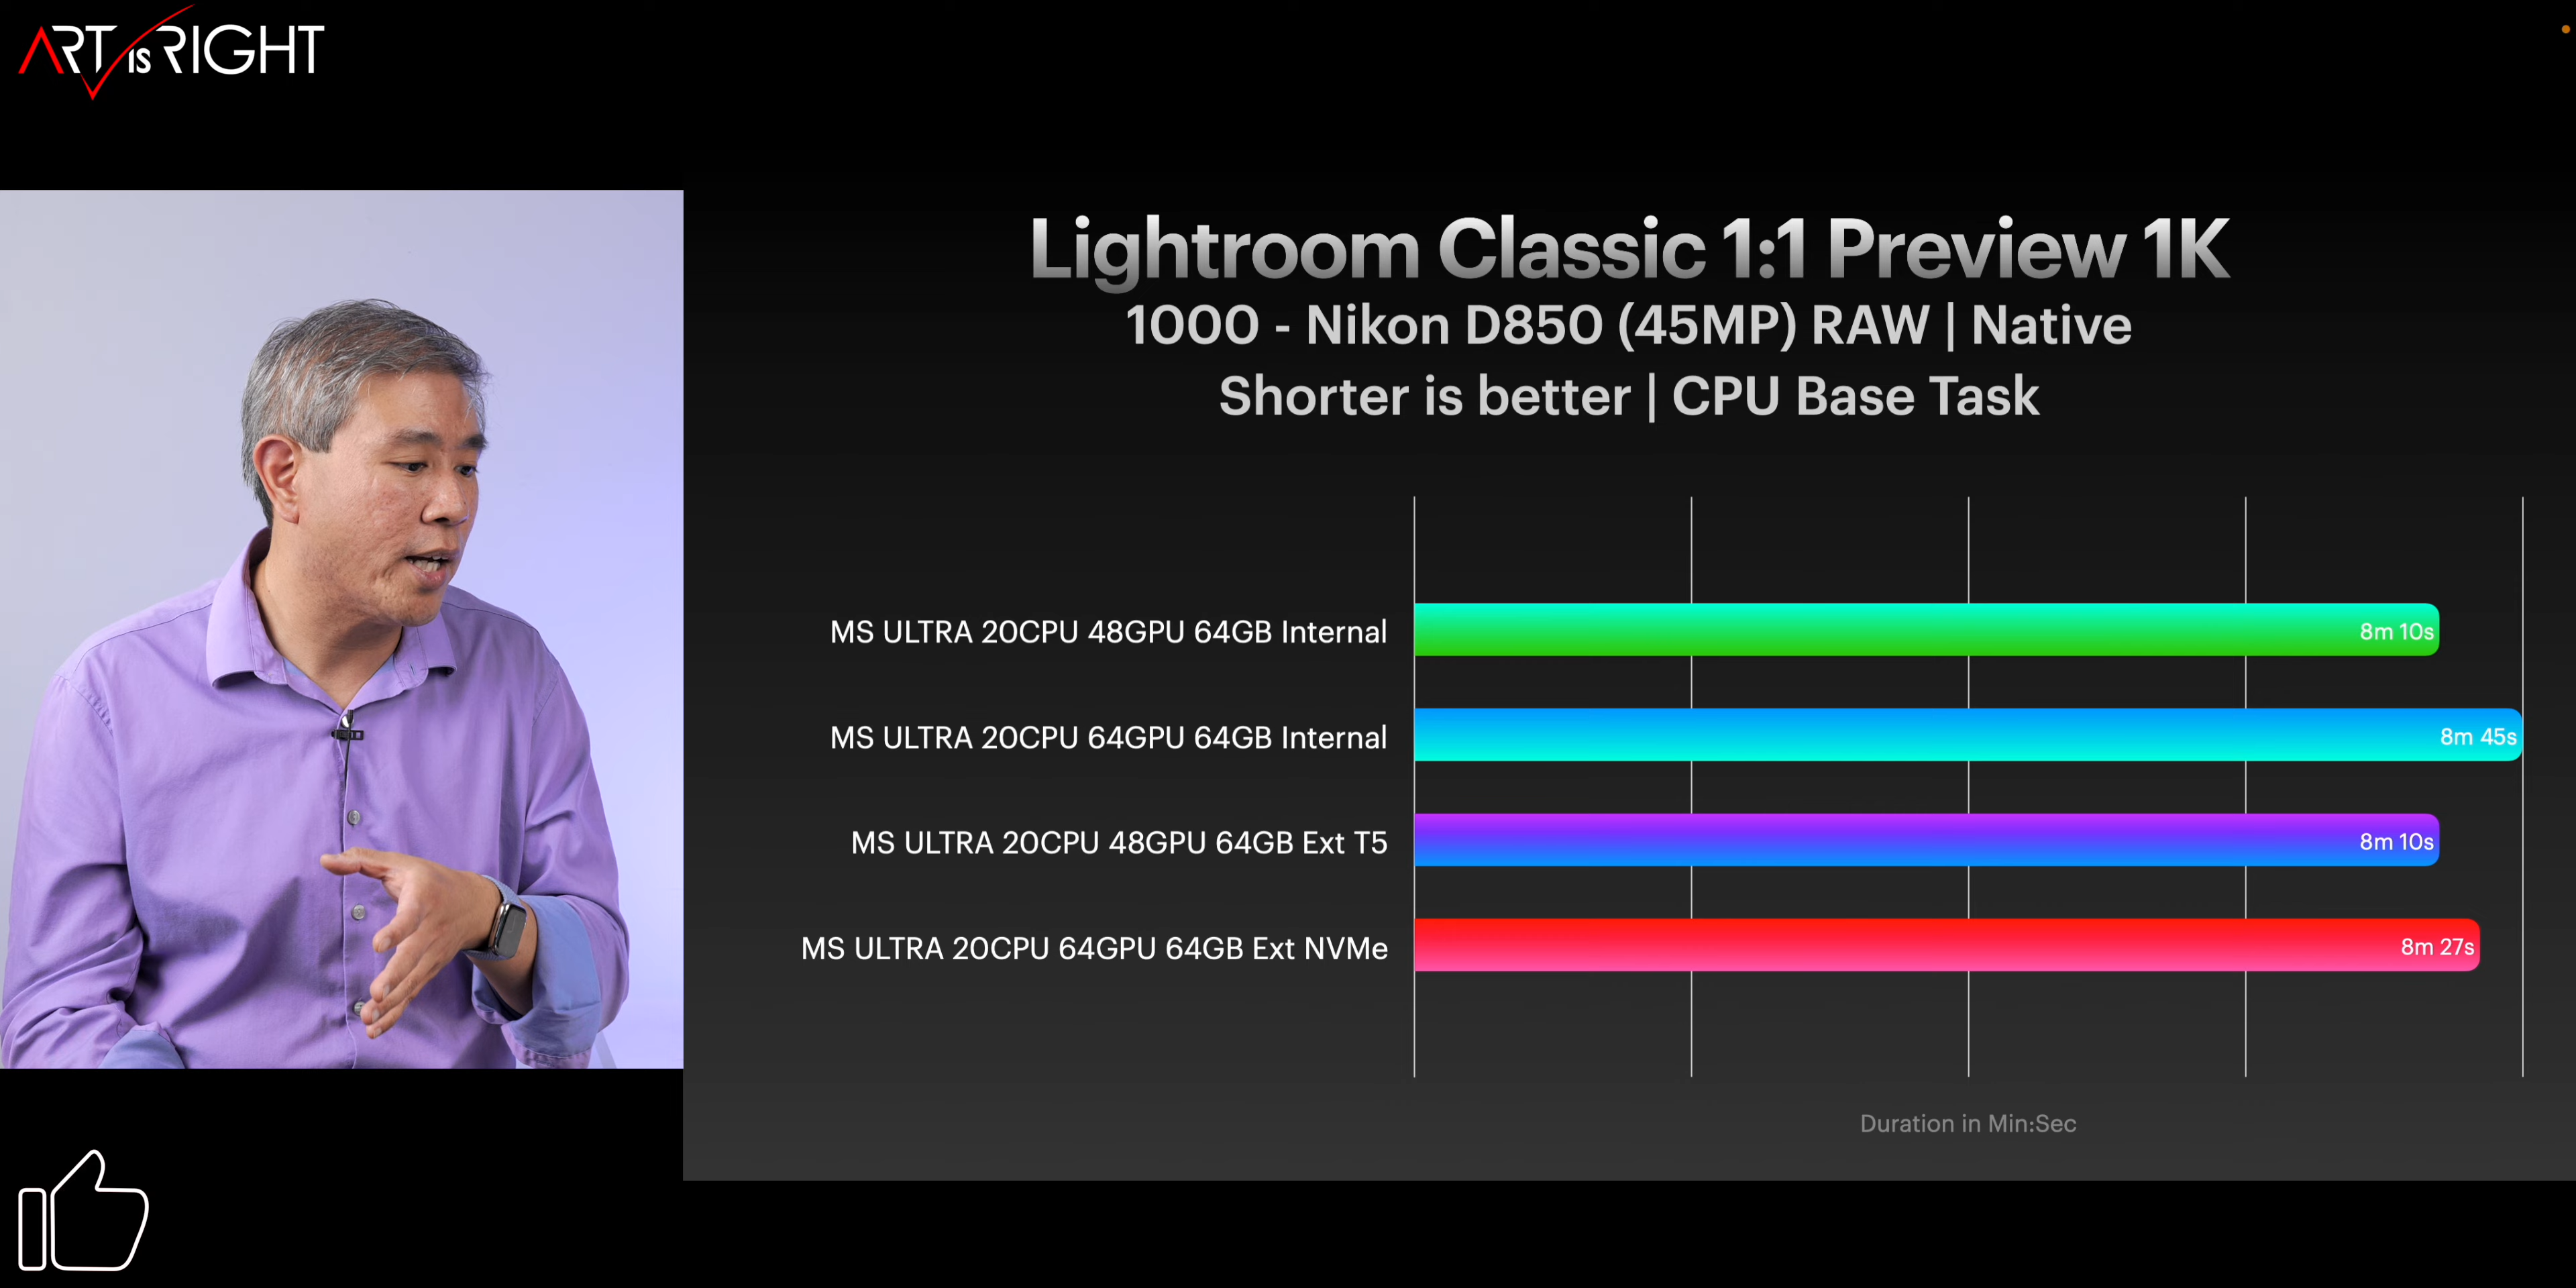 ART IS RIGHT
Lightroom Classic 1:1 Preview 1K
1000 - Nikon D850 (45MP) RAW | Native
Shorter is better | CPU Base Task
MS ULTRA 20CPU 48GPU 64GB Internal
8m 10s
MS ULTRA 20CPU 64GPU 64GB Internal
8m 45s
MS ULTRA 20CPU 48GPU 64GB Ext T5
8m 10s
MS ULTRA 20CPU 64GPU 64GB Ext NVMe
8m 27s
Duration in Min:Sec